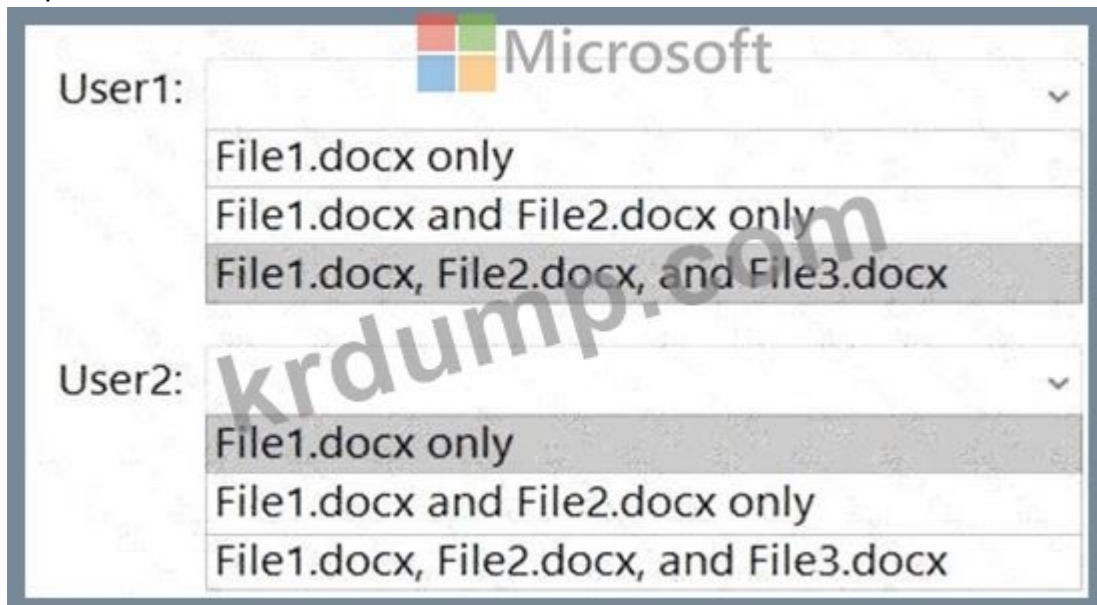 Microsoft
User1:
File1.docx only
File1.docx and File2.docx only
File1.docx, File2.docx, and File3.docx
krdump.com
User2:
File1.docx only
File1.docx and File2.docx only
File1.docx, File2.docx, and File3.docx